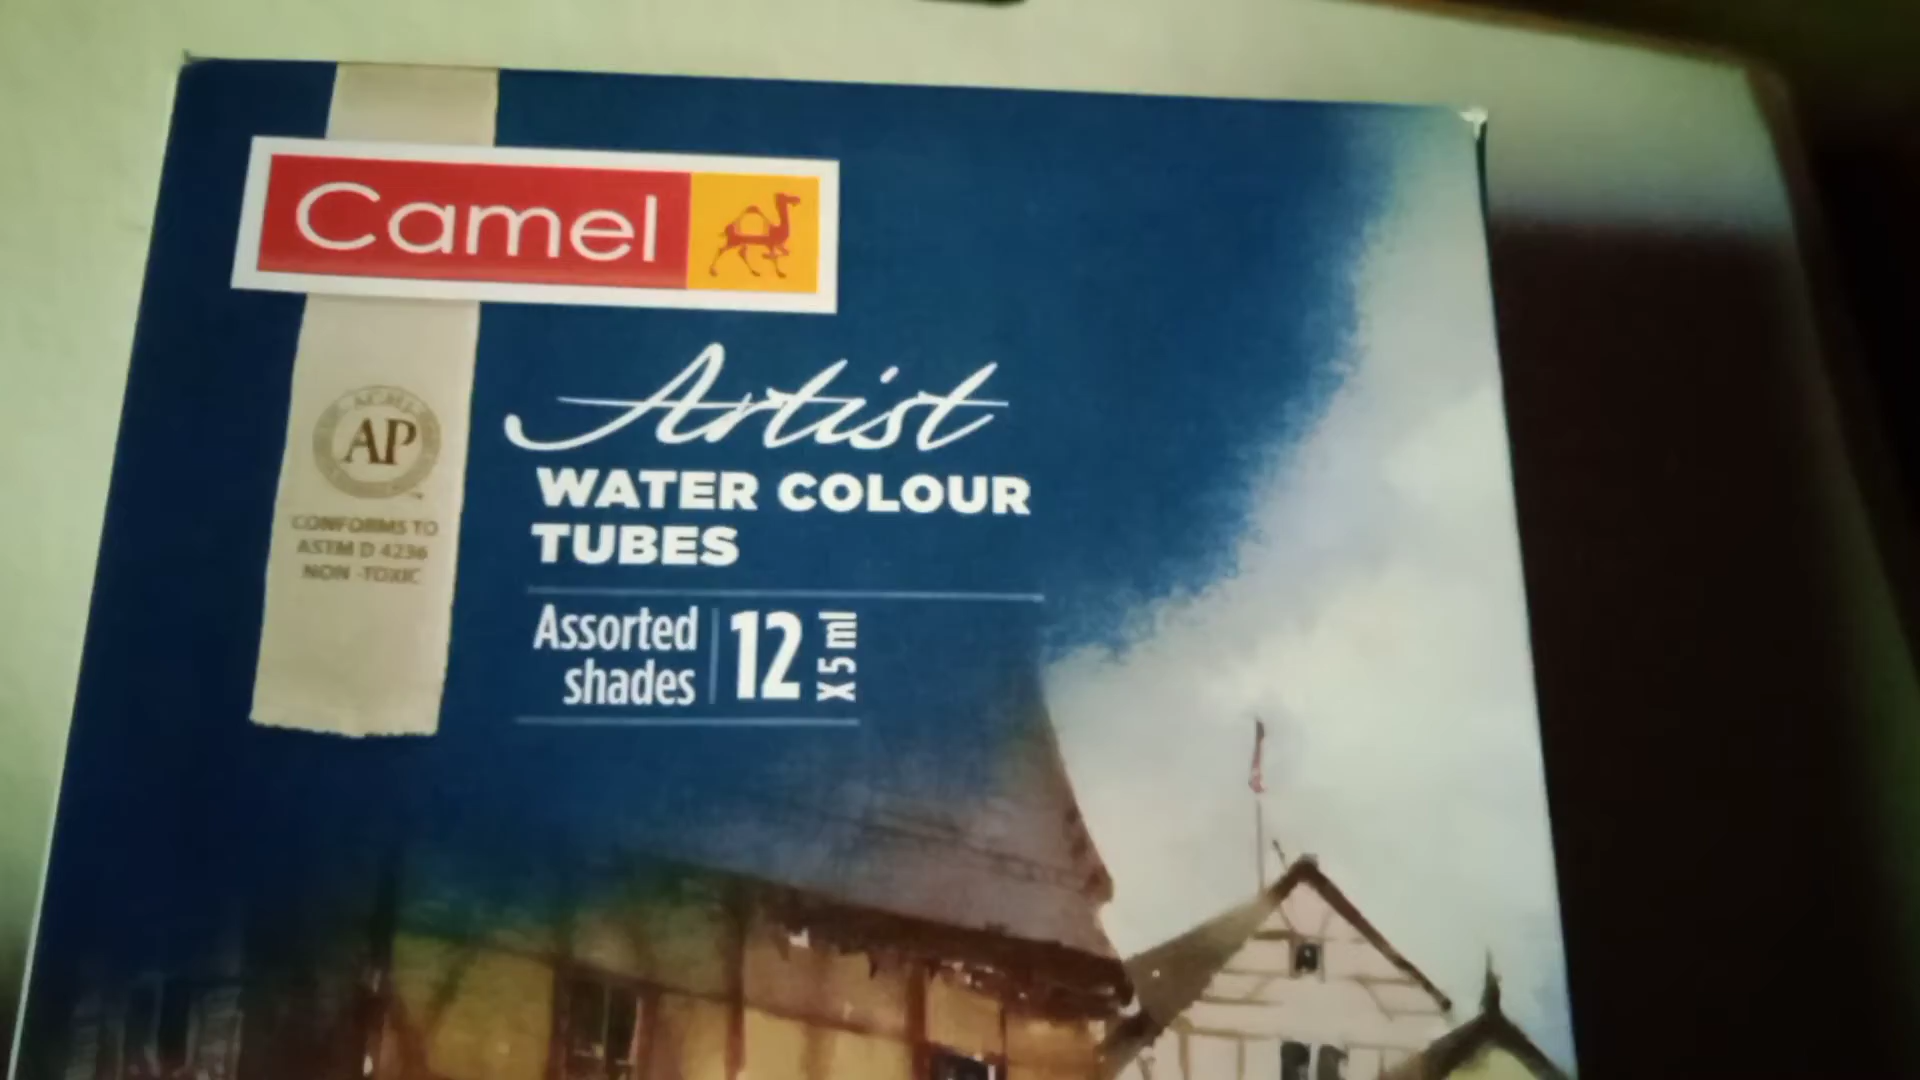 Camel
AP
CONFORMS TO
ASTM D 4236
NON -TOXIC
Artist
WATER COLOUR
TUBES
Assorted
shades
12
X 5 ml